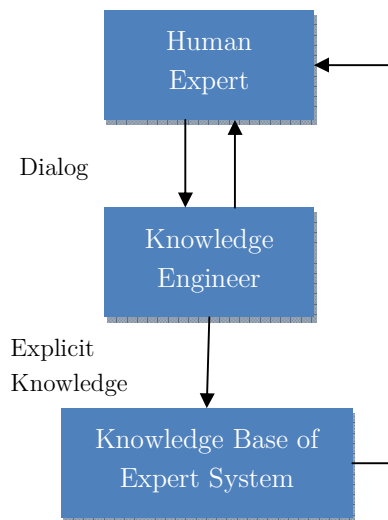 Human
Expert
Dialog
Knowledge
Engineer
Explicit
Knowledge
Knowledge Base of
Expert System